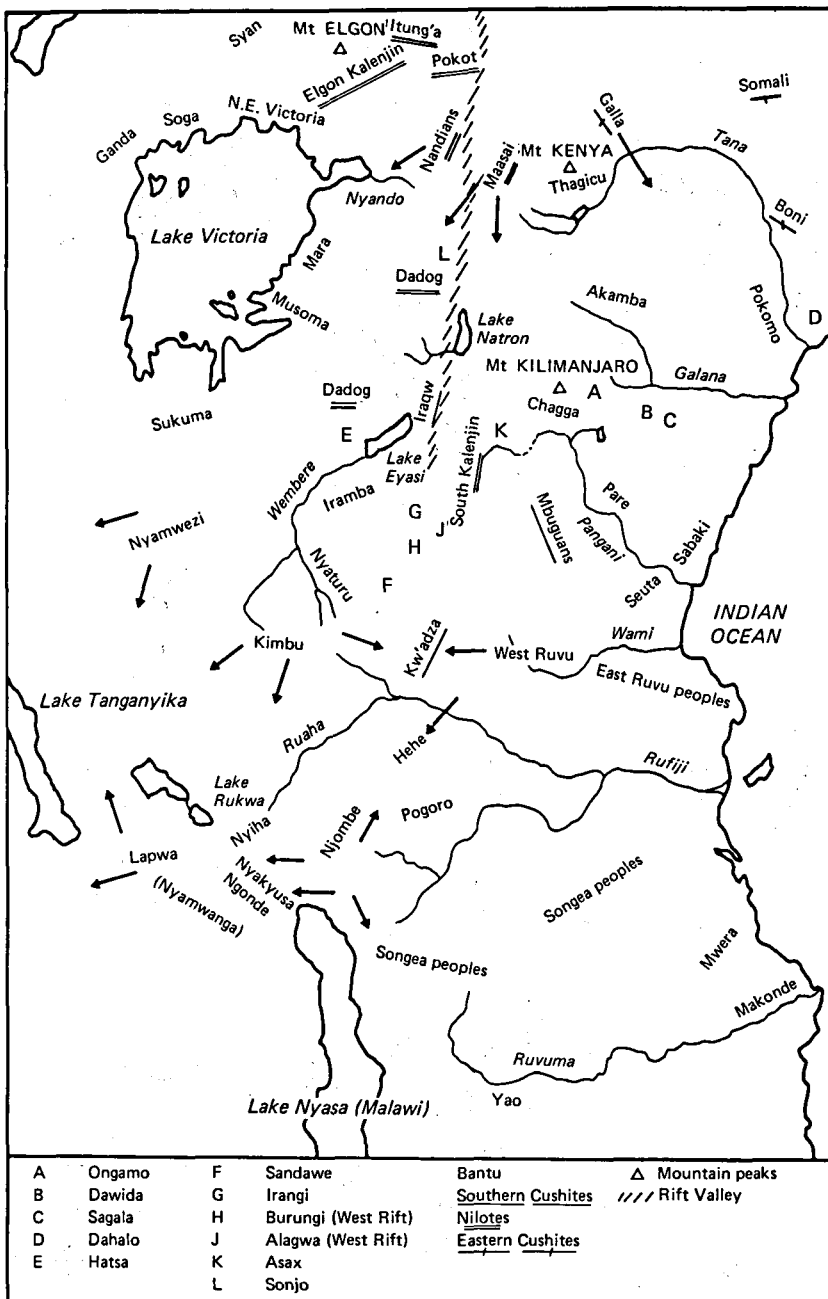 Syan
Mt ELGON
Itung'a
Elgon Kalenjin
Pokot
Somali
Galla
Ganda
Soga
N.E. Victoria
Nandians
Maasai
Mt KENYA
Thagicu
Tana
Boni
Nyando
Lake Victoria
Mara
Musoma
L
Dadog
Akamba
Pokomo
D
Lake
Natron
Mt KILIMANJARO
A
Chagga
Galana
B
C
Sukuma
Dadog
E
Iraqw
Lake
Eyasi
K
South Kalenjin
Wembere
Iramba
G
J
H
F
Mbuguans
Pare
Pangani
Sabaki
Seuta
Nyamwezi
Nyaturu
Kimbu
Kw'adza
West Ruvu
Wami
East Ruvu peoples
INDIAN
OCEAN
Lake Tanganyika
Ruaha
Hehe
Rufiji
Lake
Rukwa
Nyiha
Njombe
Pogoro
Lapwa
(Nyamwanga)
Nyakyusa
Ngonde
Songea peoples
Songea peoples
Mwera
Makonde
Ruvuma
Yao
Lake Nyasa (Malawi)
A Ongamo F Sandawe Bantu △ Mountain peaks
B Dawida G Irangi Southern Cushites //// Rift Valley
C Sagala H Burungi (West Rift) Nilotes
D Dahalo J Alagwa (West Rift) Eastern Cushites
E Hatsa K Asax
L Sonjo